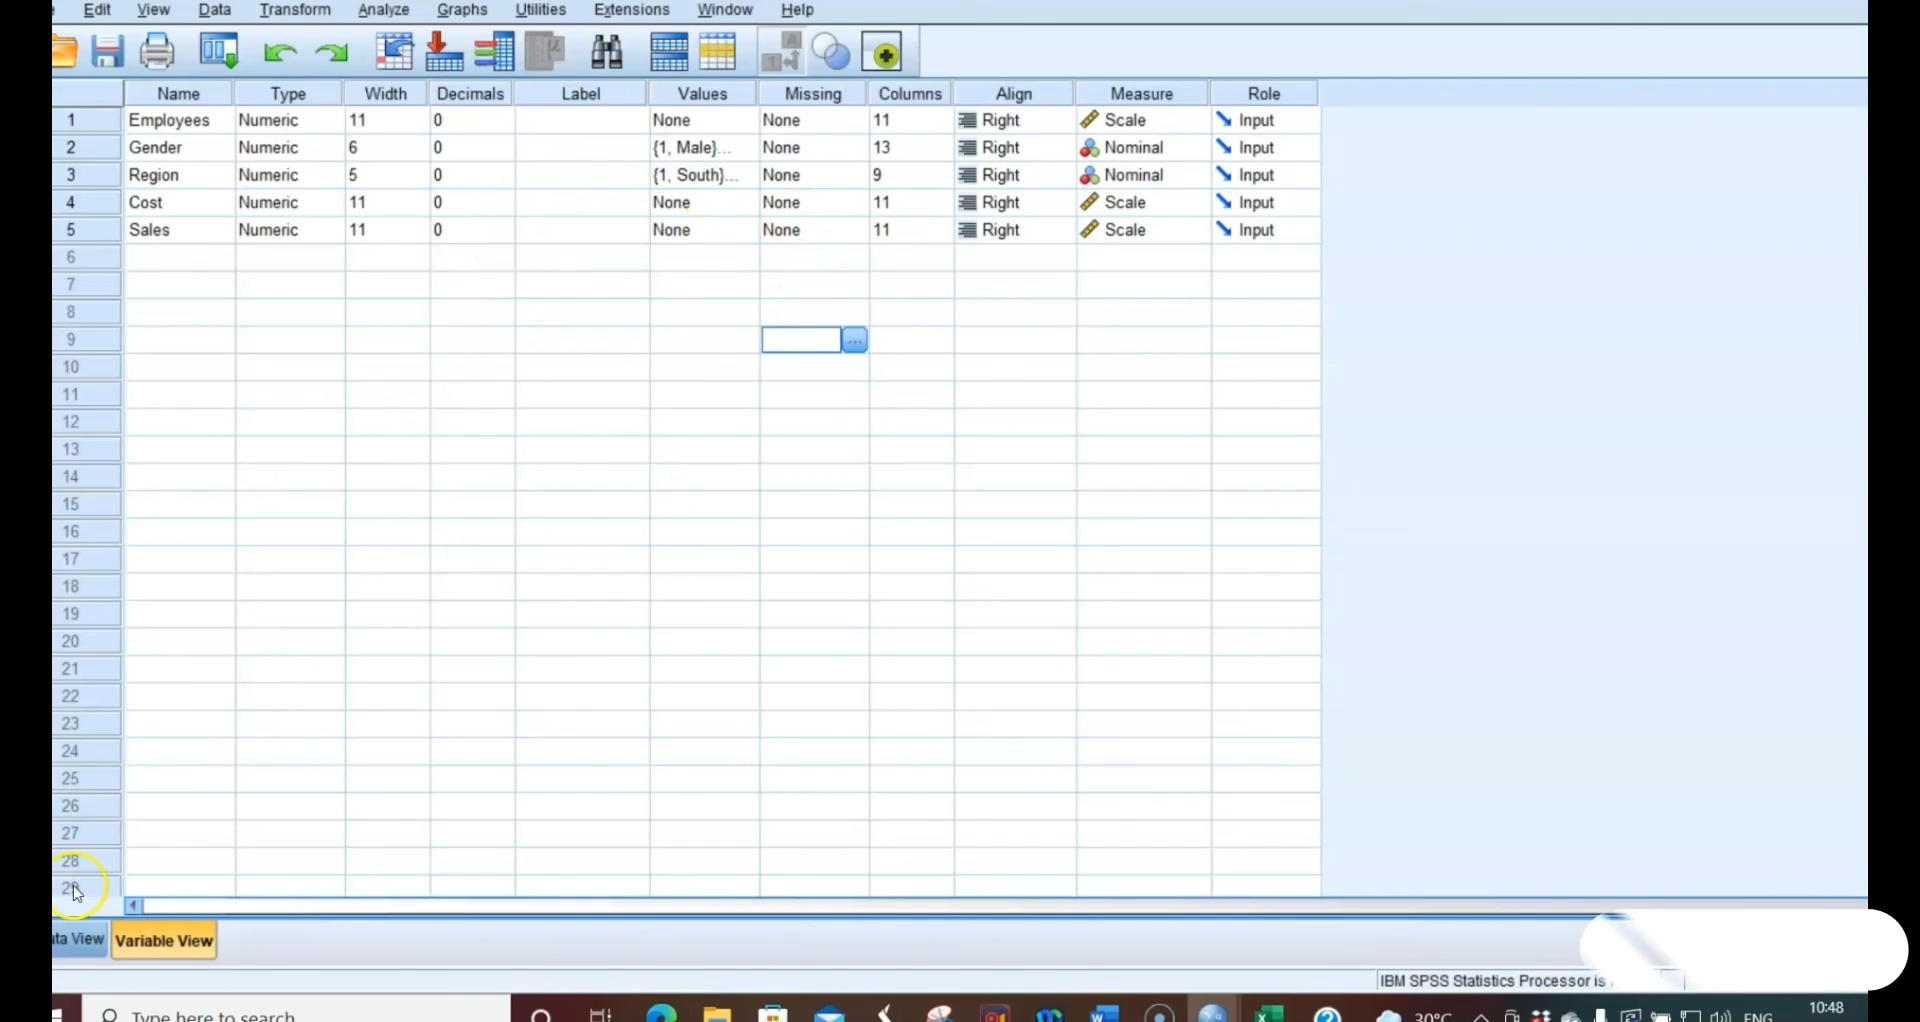 Edit View Data Transform Analyze Graphs Utilities Extensions Window Help
Name Type Width Decimals Label Values Missing Columns Align Measure Role
1 Employees Numeric 11 0 None None 11 Right Scale Input
2 Gender Numeric 6 0 {1, Male}... None 13 Right Nominal Input
3 Region Numeric 5 0 {1, South}... None 9 Right Nominal Input
4 Cost Numeric 11 0 None None 11 Right Scale Input
5 Sales Numeric 11 0 None None 11 Right Scale Input
6
7
8
9 ...
10
11
12
13
14
15
16
17
18
19
20
21
22
23
24
25
26
27
28
ta View Variable View
IBM SPSS Statistics Processor is
Type here to search 30°C ENG 10:48